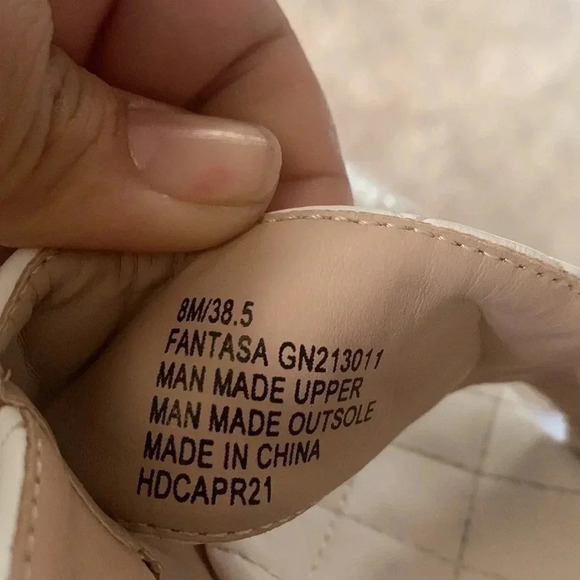 8M/38.5
FANTASA GN213011
MAN MADE UPPER
MAN MADE OUTSOLE
MADE IN CHINA
HDCAPR21